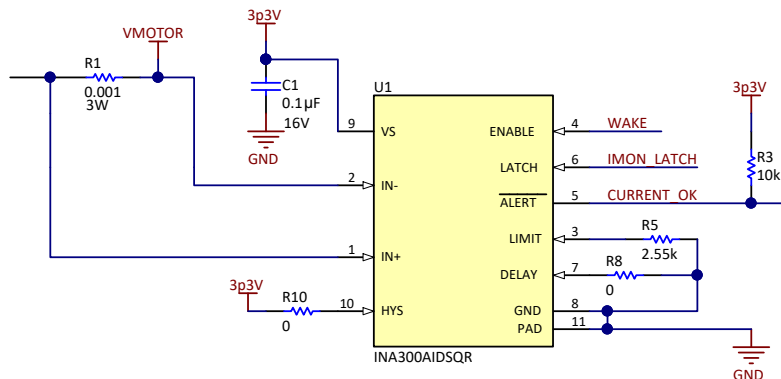 3p3V
VMOTOR
R1
0.001
3W
C1
0.1µF
16V
GND
U1
3p3V
9 VS ENABLE 4 WAKE
R3
10k
LATCH 6 IMON_LATCH
2 IN- ALERT 5 CURRENT_OK
LIMIT 3 R5
2.55k
1 IN+ DELAY 7 R8
0
3p3V
R10
0
10 HYS GND 8
PAD 11
INA300AIDSQR
GND